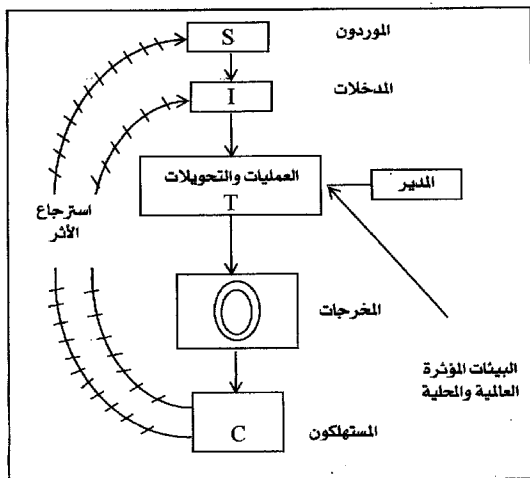 S
الموردون
I
المدخلات
العمليات والتحويلات
T
المدير
استرجاع
الأثر
المخرجات
البيئات المؤثرة
العالمية والمحلية
C
المستهلكون